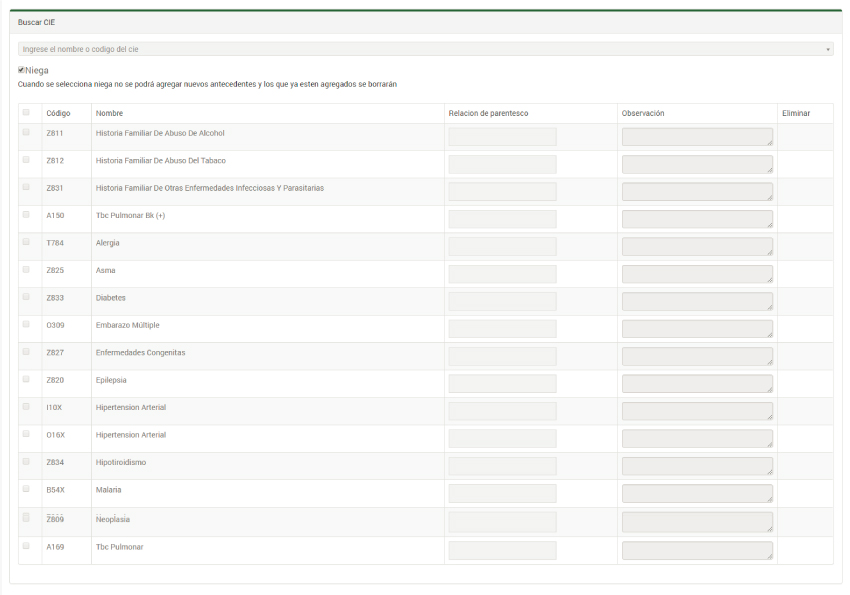 Buscar CIE
Ingrese el nombre o codigo del cie
Niega
Cuando se selecciona niega no se podrá agregar nuevos antecedentes y los que ya esten agregados se borrarán
Código Nombre Relacion de parentesco Observación Eliminar
Z811 Historia Familiar De Abuso De Alcohol
Z812 Historia Familiar De Abuso Del Tabaco
Z831 Historia Familiar De Otras Enfermedades Infecciosas Y Parasitarias
A150 Tbc Pulmonar Bk (+)
T784 Alergia
Z825 Asma
Z833 Diabetes
O309 Embarazo Múltiple
Z827 Enfermedades Congenitas
Z820 Epilepsia
I10X Hipertension Arterial
O16X Hipertension Arterial
Z834 Hipotiroidismo
B54X Malaria
Z809 Neoplasia
A169 Tbc Pulmonar